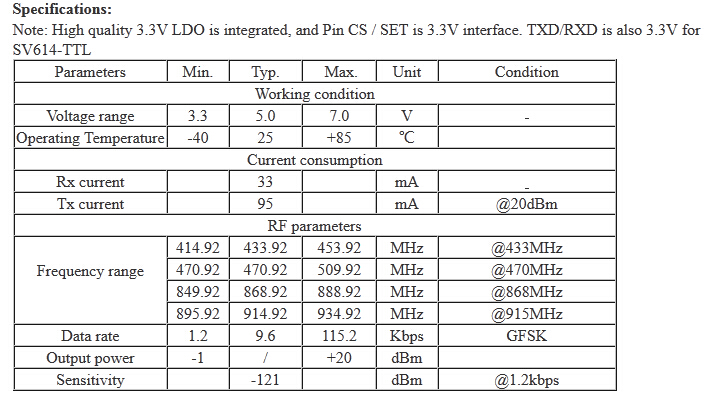 Specifications:
Note: High quality 3.3V LDO is integrated, and Pin CS / SET is 3.3V interface. TXD/RXD is also 3.3V for
SV614-TTL
Parameters Min. Typ. Max. Unit Condition
Working condition
Voltage range 3.3 5.0 7.0 V -
Operating Temperature -40 25 +85 ℃
Current consumption
Rx current 33 mA -
Tx current 95 mA @20dBm
RF parameters
Frequency range
414.92 433.92 453.92 MHz @433MHz
470.92 470.92 509.92 MHz @470MHz
849.92 868.92 888.92 MHz @868MHz
895.92 914.92 934.92 MHz @915MHz
Data rate 1.2 9.6 115.2 Kbps GFSK
Output power -1 / +20 dBm
Sensitivity -121 dBm @1.2kbps